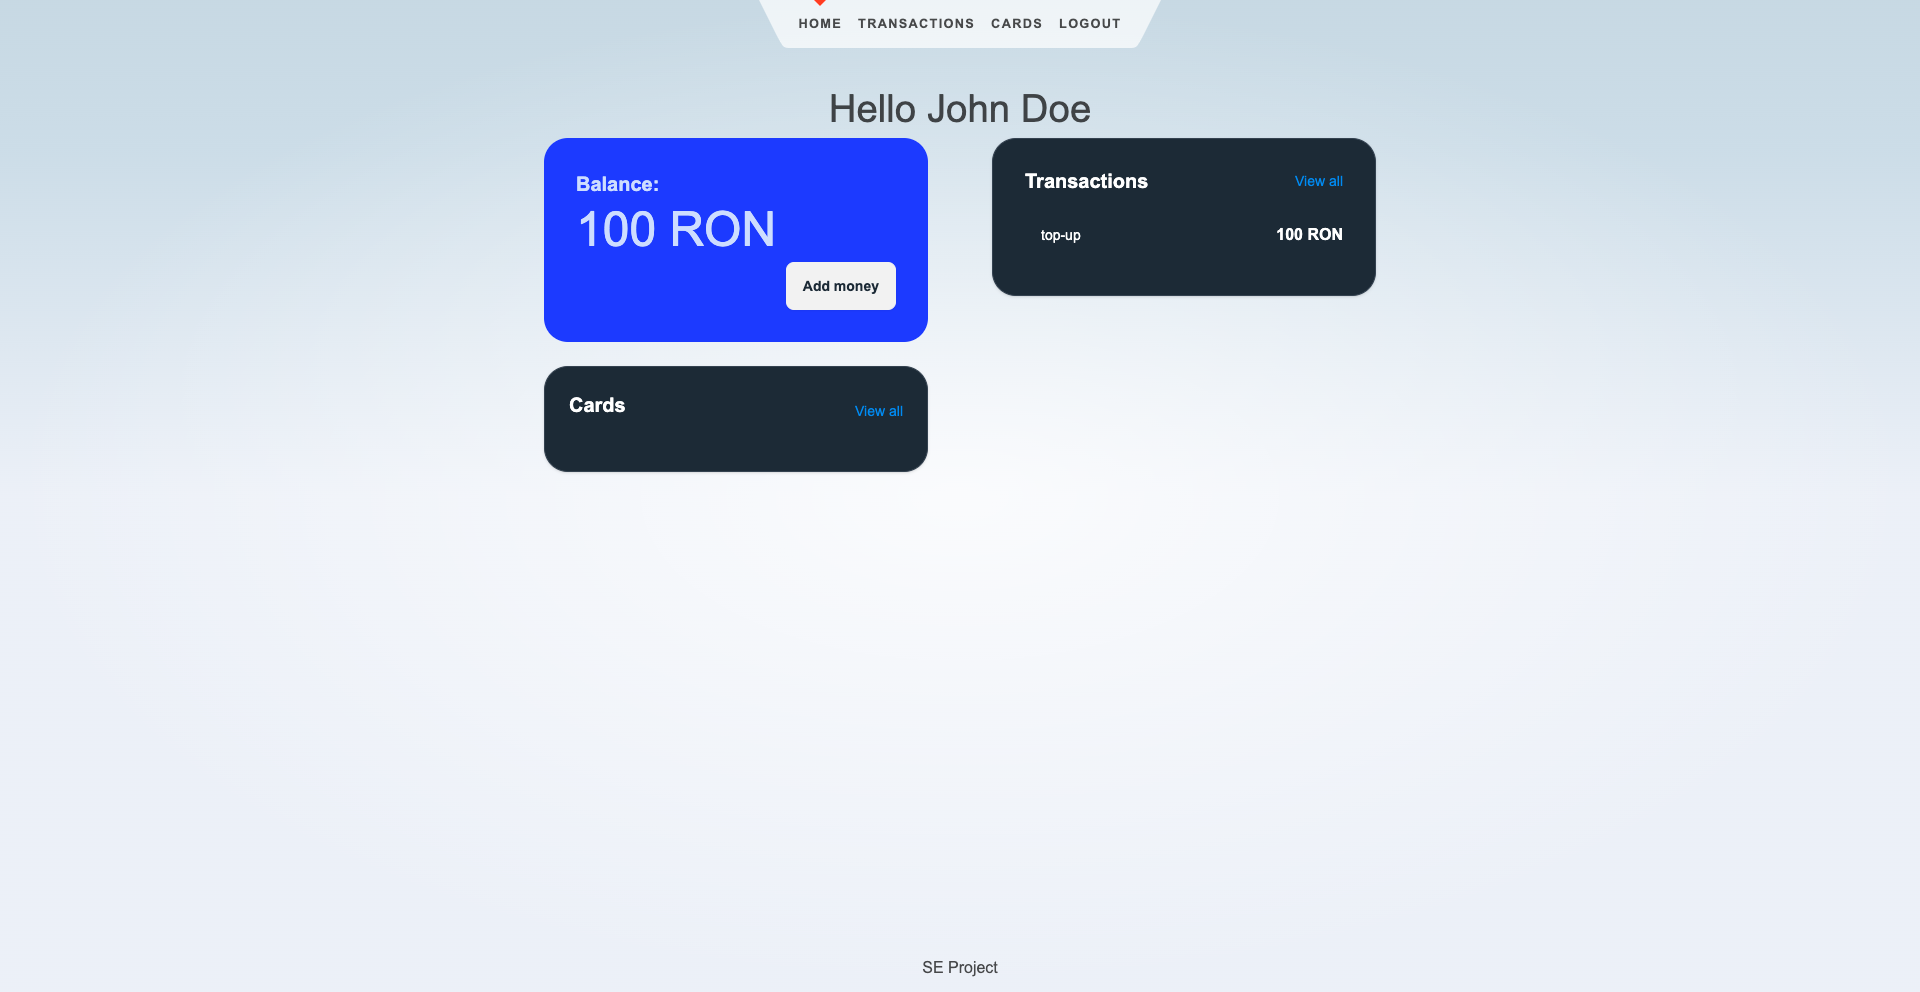 HOME TRANSACTIONS CARDS LOGOUT
Hello John Doe
Balance:
100 RON
Add money
Transactions View all
top-up 100 RON
Cards View all
SE Project